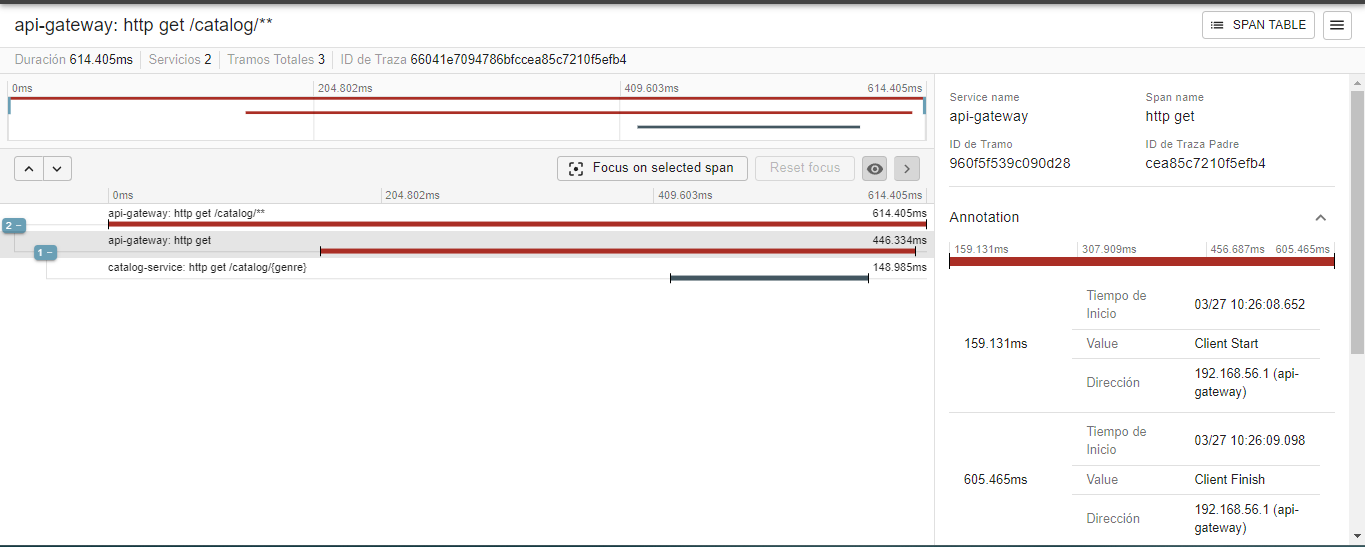 api-gateway: http get /catalog/**
SPAN TABLE
Duración 614.405ms Servicios 2 Tramos Totales 3 ID de Traza 66041e7094786bfccea85c7210f5efb4
0ms 204.802ms 409.603ms 614.405ms
Focus on selected span Reset focus
0ms 204.802ms 409.603ms 614.405ms
api-gateway: http get /catalog/** 614.405ms
2 −
api-gateway: http get 446.334ms
1 −
catalog-service: http get /catalog/{genre} 148.985ms
Service name Span name
api-gateway http get
ID de Tramo ID de Traza Padre
960f5f539c090d28 cea85c7210f5efb4
Annotation
159.131ms 307.909ms 456.687ms 605.465ms
Tiempo de
Inicio
03/27 10:26:08.652
159.131ms
Value Client Start
Dirección
192.168.56.1 (api-
gateway)
Tiempo de
Inicio
03/27 10:26:09.098
605.465ms
Value Client Finish
Dirección
192.168.56.1 (api-
gateway)